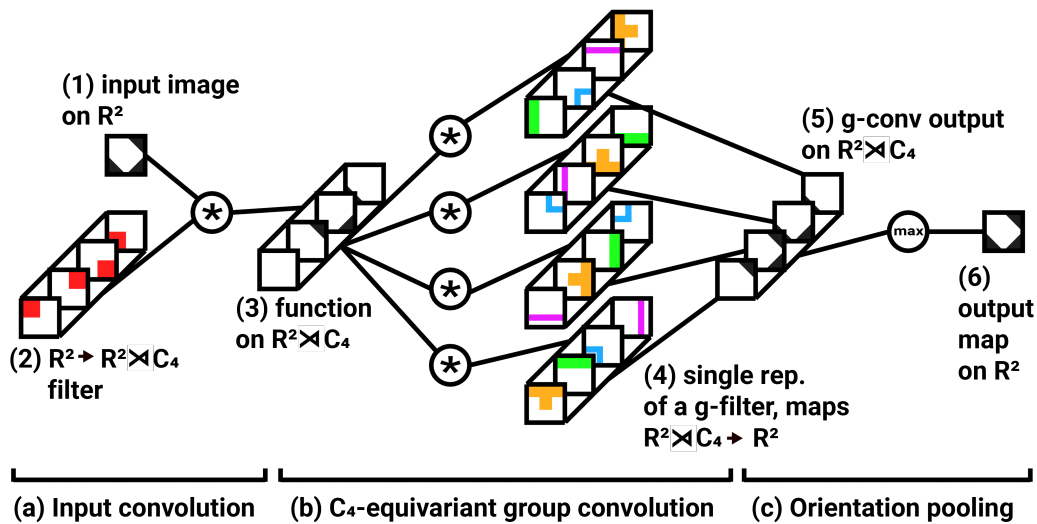 (1) input image
on R²
(2) R² → R²⋊C₄
filter
(3) function
on R²⋊C₄
*
*
*
*
*
(4) single rep.
of a g-filter, maps
R²⋊C₄ → R²
(5) g-conv output
on R²⋊C₄
max
(6)
output
map
on R²
(a) Input convolution
(b) C₄-equivariant group convolution
(c) Orientation pooling